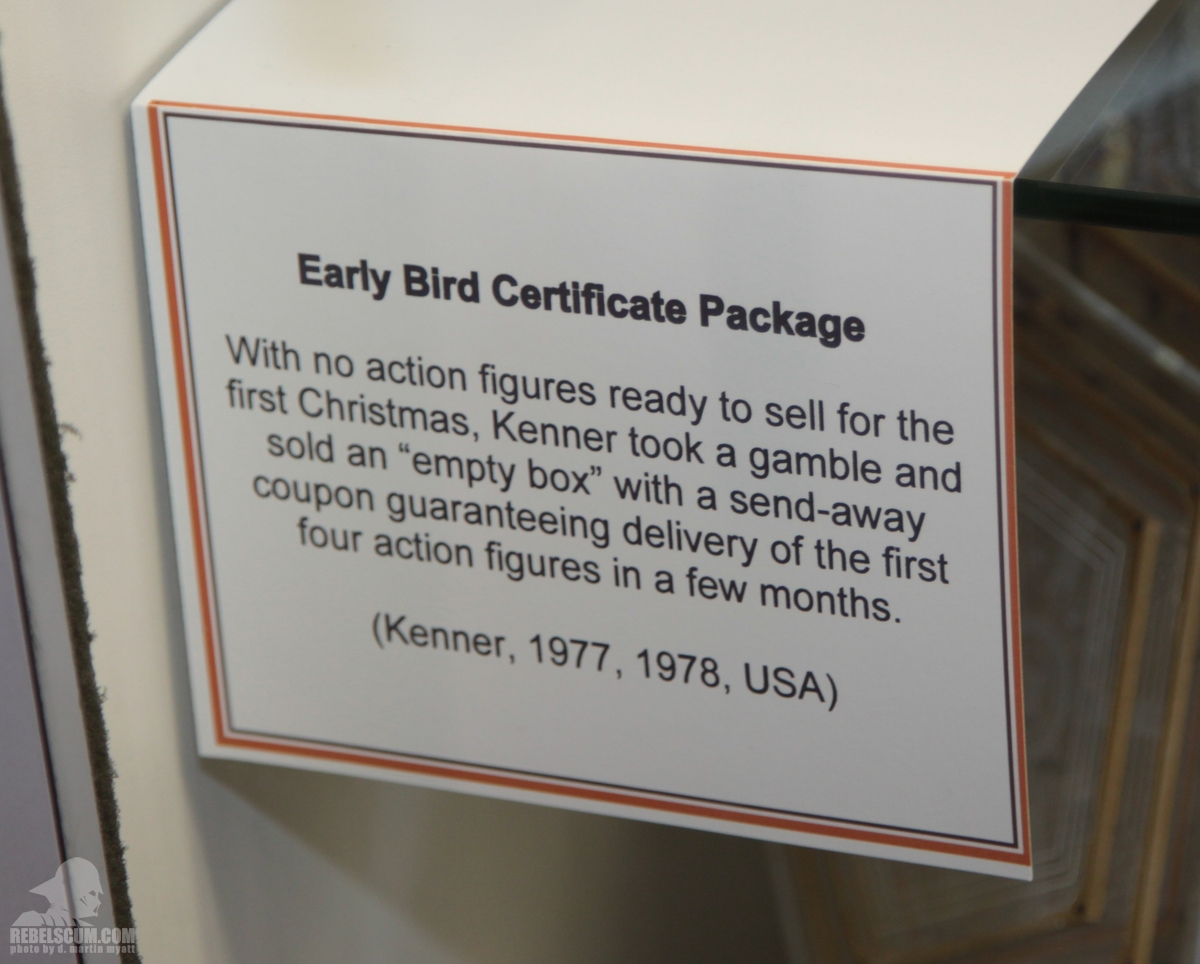 Early Bird Certificate Package
With no action figures ready to sell for the
first Christmas, Kenner took a gamble and
sold an “empty box” with a send-away
coupon guaranteeing delivery of the first
four action figures in a few months.
(Kenner, 1977, 1978, USA)
REBELSCUM.COM
photo by d. martin myatt